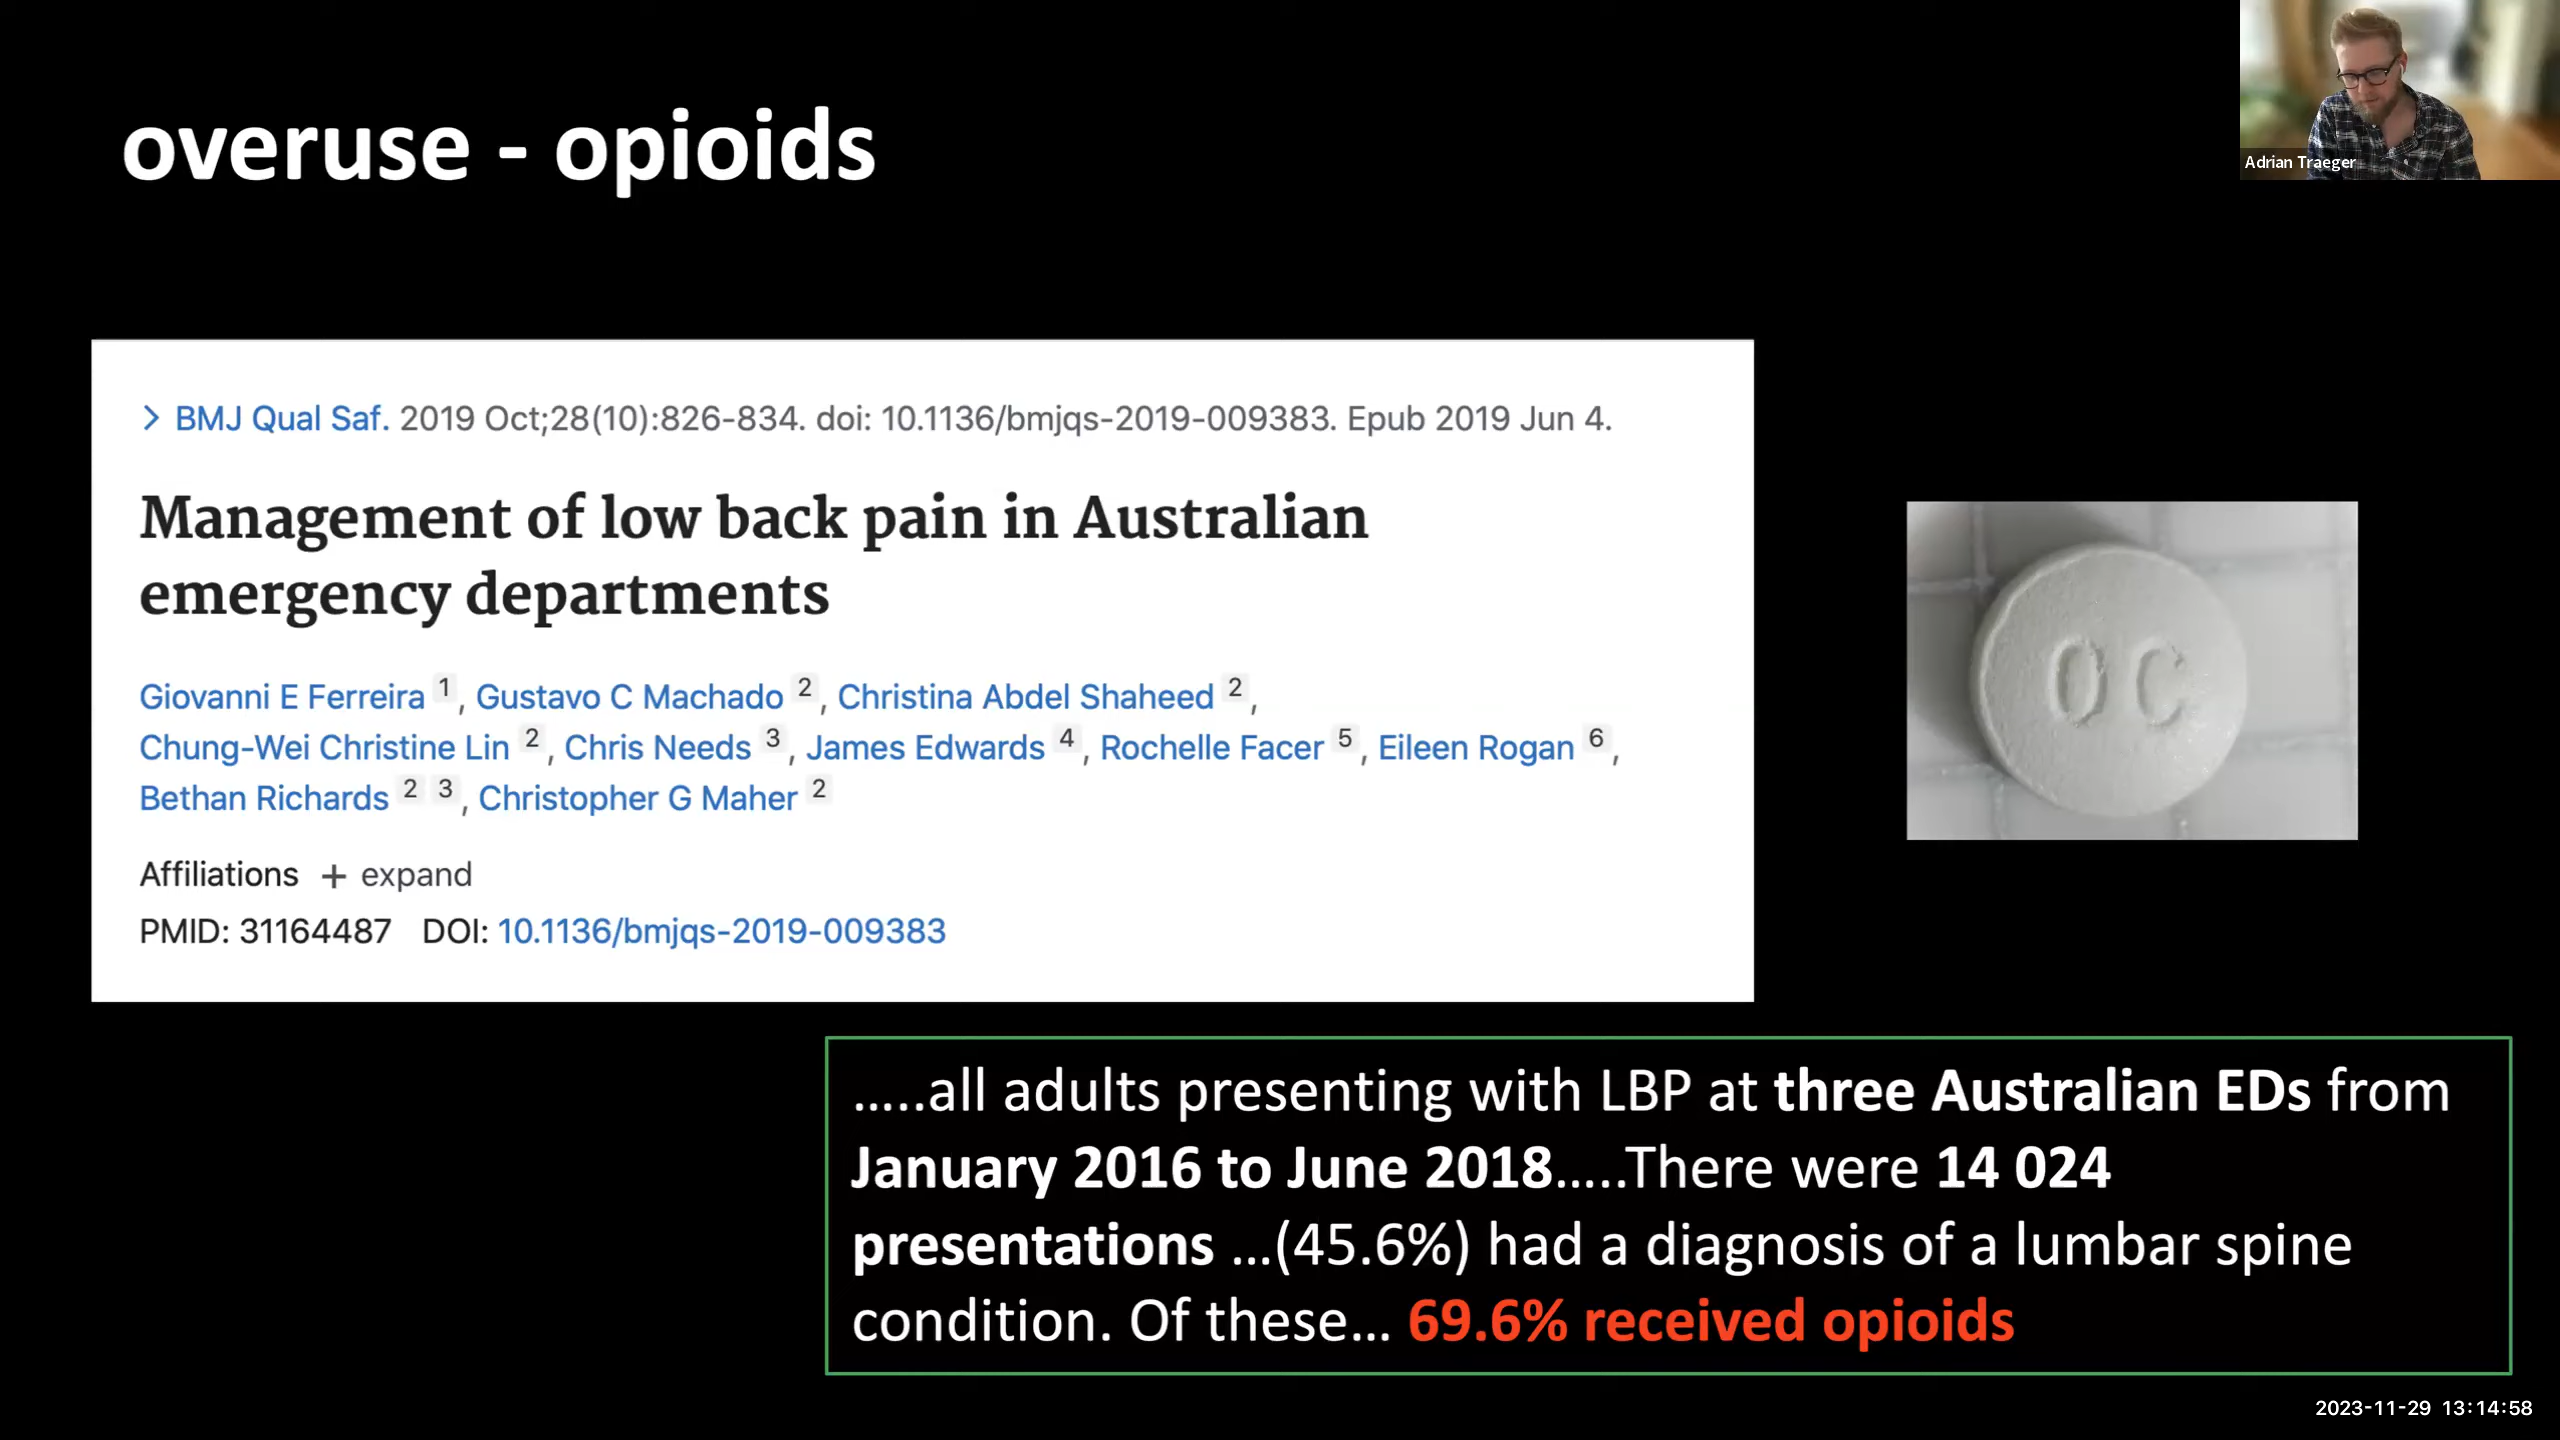 overuse - opioids
Adrian Traeger
> BMJ Qual Saf. 2019 Oct;28(10):826-834. doi: 10.1136/bmjqs-2019-009383. Epub 2019 Jun 4.
Management of low back pain in Australian
emergency departments
Giovanni E Ferreira 1, Gustavo C Machado 2, Christina Abdel Shaheed 2,
Chung-Wei Christine Lin 2, Chris Needs 3, James Edwards 4, Rochelle Facer 5, Eileen Rogan 6,
Bethan Richards 2 3, Christopher G Maher 2
Affiliations + expand
PMID: 31164487 DOI: 10.1136/bmjqs-2019-009383
OC
.....all adults presenting with LBP at three Australian EDs from
January 2016 to June 2018.....There were 14 024
presentations ...(45.6%) had a diagnosis of a lumbar spine
condition. Of these... 69.6% received opioids
2023-11-29 13:14:58